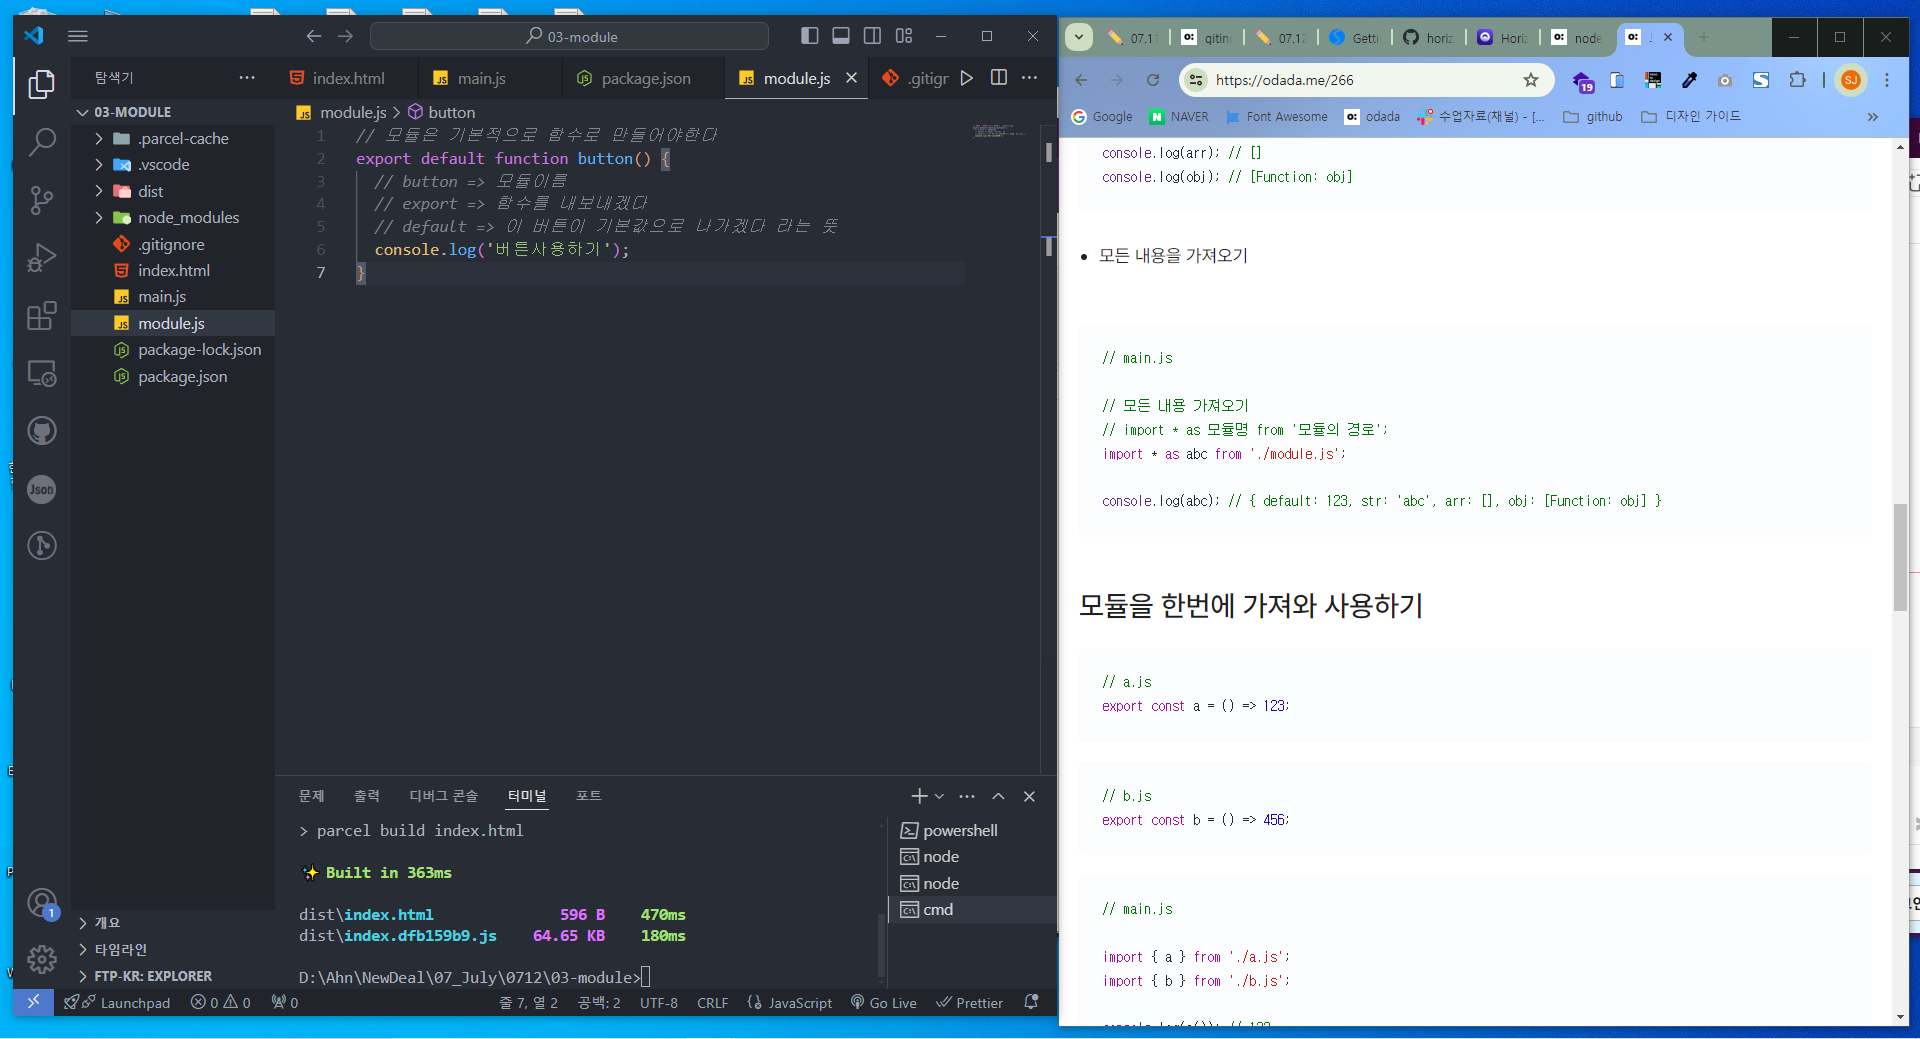 03-module
탐색기
index.html
main.js
package.json
module.js
.gitigr
03-MODULE
.parcel-cache
.vscode
dist
node_modules
.gitignore
index.html
main.js
module.js
package-lock.json
package.json
개요
타임라인
FTP-KR: EXPLORER
module.js > button
1 // 모듈은 기본적으로 함수로 만들어야한다
2 export default function button() {
3 // button => 모듈이름
4 // export => 함수를 내보내겠다
5 // default => 이 버튼이 기본값으로 나가겠다 라는 뜻
6 console.log('버튼사용하기');
7 }
문제 출력 디버그 콘솔 터미널 포트
> parcel build index.html
✨ Built in 363ms
dist\index.html 596 B 470ms
dist\index.dfb159b9.js 64.65 KB 180ms
D:\Ahn\NewDeal\07_July\0712\03-module>
powershell
node
node
cmd
Json
1
Launchpad 0 0 0 줄 7, 열 2 공백: 2 UTF-8 CRLF JavaScript Go Live Prettier
07.11 qitin 07.12 Getti horiz Horiz node
https://odada.me/266
19
SJ
Google NAVER Font Awesome odada 수업자료(채널) - [... github 디자인 가이드
console.log(arr); // []
console.log(obj); // [Function: obj]
모든 내용을 가져오기
// main.js
// 모든 내용 가져오기
// import * as 모듈명 from '모듈의 경로';
import * as abc from './module.js';
console.log(abc); // { default: 123, str: 'abc', arr: [], obj: [Function: obj] }
모듈을 한번에 가져와 사용하기
// a.js
export const a = () => 123;
// b.js
export const b = () => 456;
// main.js
import { a } from './a.js';
import { b } from './b.js';
console.log(a()); // 123